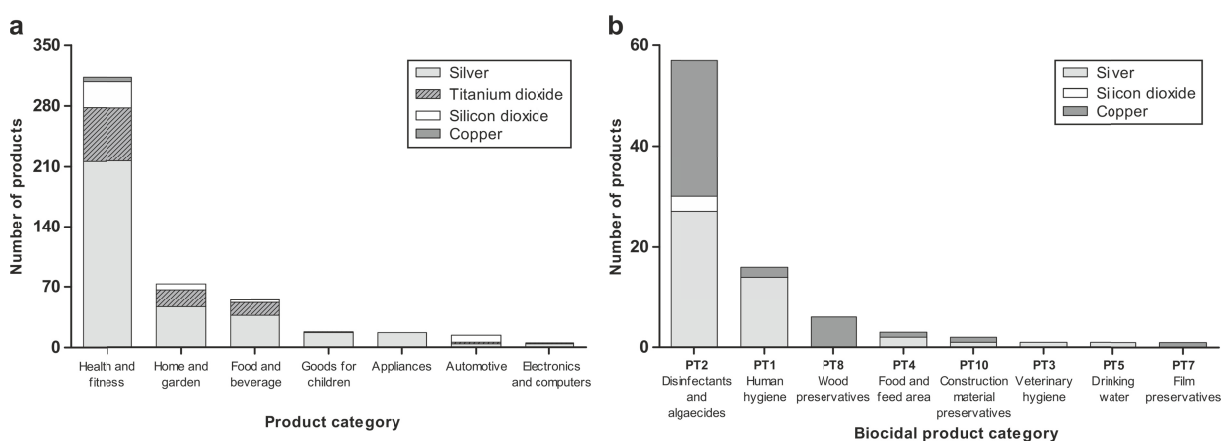 a
350
280
210
140
70
0
Number of products
Silver
Titanium dioxide
Silicon dioxice
Copper
Health and
fitness
Home and
garden
Food and
beverage
Goods for
children
Appliances
Automotive
Electronics
and computers
Product category
b
60
40
20
0
Number of products
Silver
Silicon dioxide
Copper
PT2
Disinfectants
and
algaecides
PT1
Human
hygiene
PT8
Wood
preservatives
PT4
Food and
feed area
PT10
Construction
material
preservatives
PT3
Veterinary
hygiene
PT5
Drinking
water
PT7
Film
preservatives
Biocidal product category